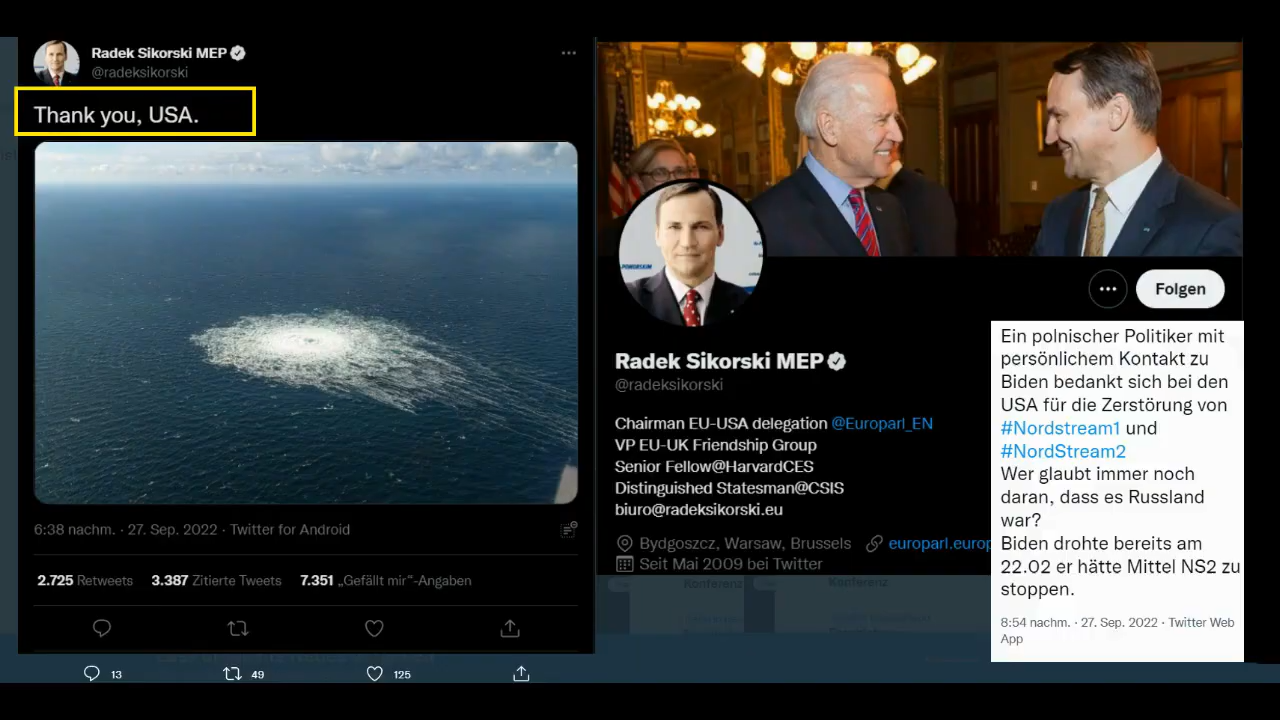 Radek Sikorski MEP
@radeksikorski
Thank you, USA.
6:38 nachm. · 27. Sep. 2022 · Twitter for Android
2.725 Retweets 3.387 Zitierte Tweets 7.351 „Gefällt mir“-Angaben
13 49 125
Folgen
Radek Sikorski MEP
@radeksikorski
Chairman EU-USA delegation @Europarl_EN
VP EU-UK Friendship Group
Senior Fellow@HarvardCES
Distinguished Statesman@CSIS
biuro@radeksikorski.eu
Bydgoszcz, Warsaw, Brussels europarl.europ
Seit Mai 2009 bei Twitter
Konferenz Konferenz
Ein polnischer Politiker mit
persönlichem Kontakt zu
Biden bedankt sich bei den
USA für die Zerstörung von
#Nordstream1 und
#NordStream2
Wer glaubt immer noch
daran, dass es Russland
war?
Biden drohte bereits am
22.02 er hätte Mittel NS2 zu
stoppen.
8:54 nachm. · 27. Sep. 2022 · Twitter Web
App